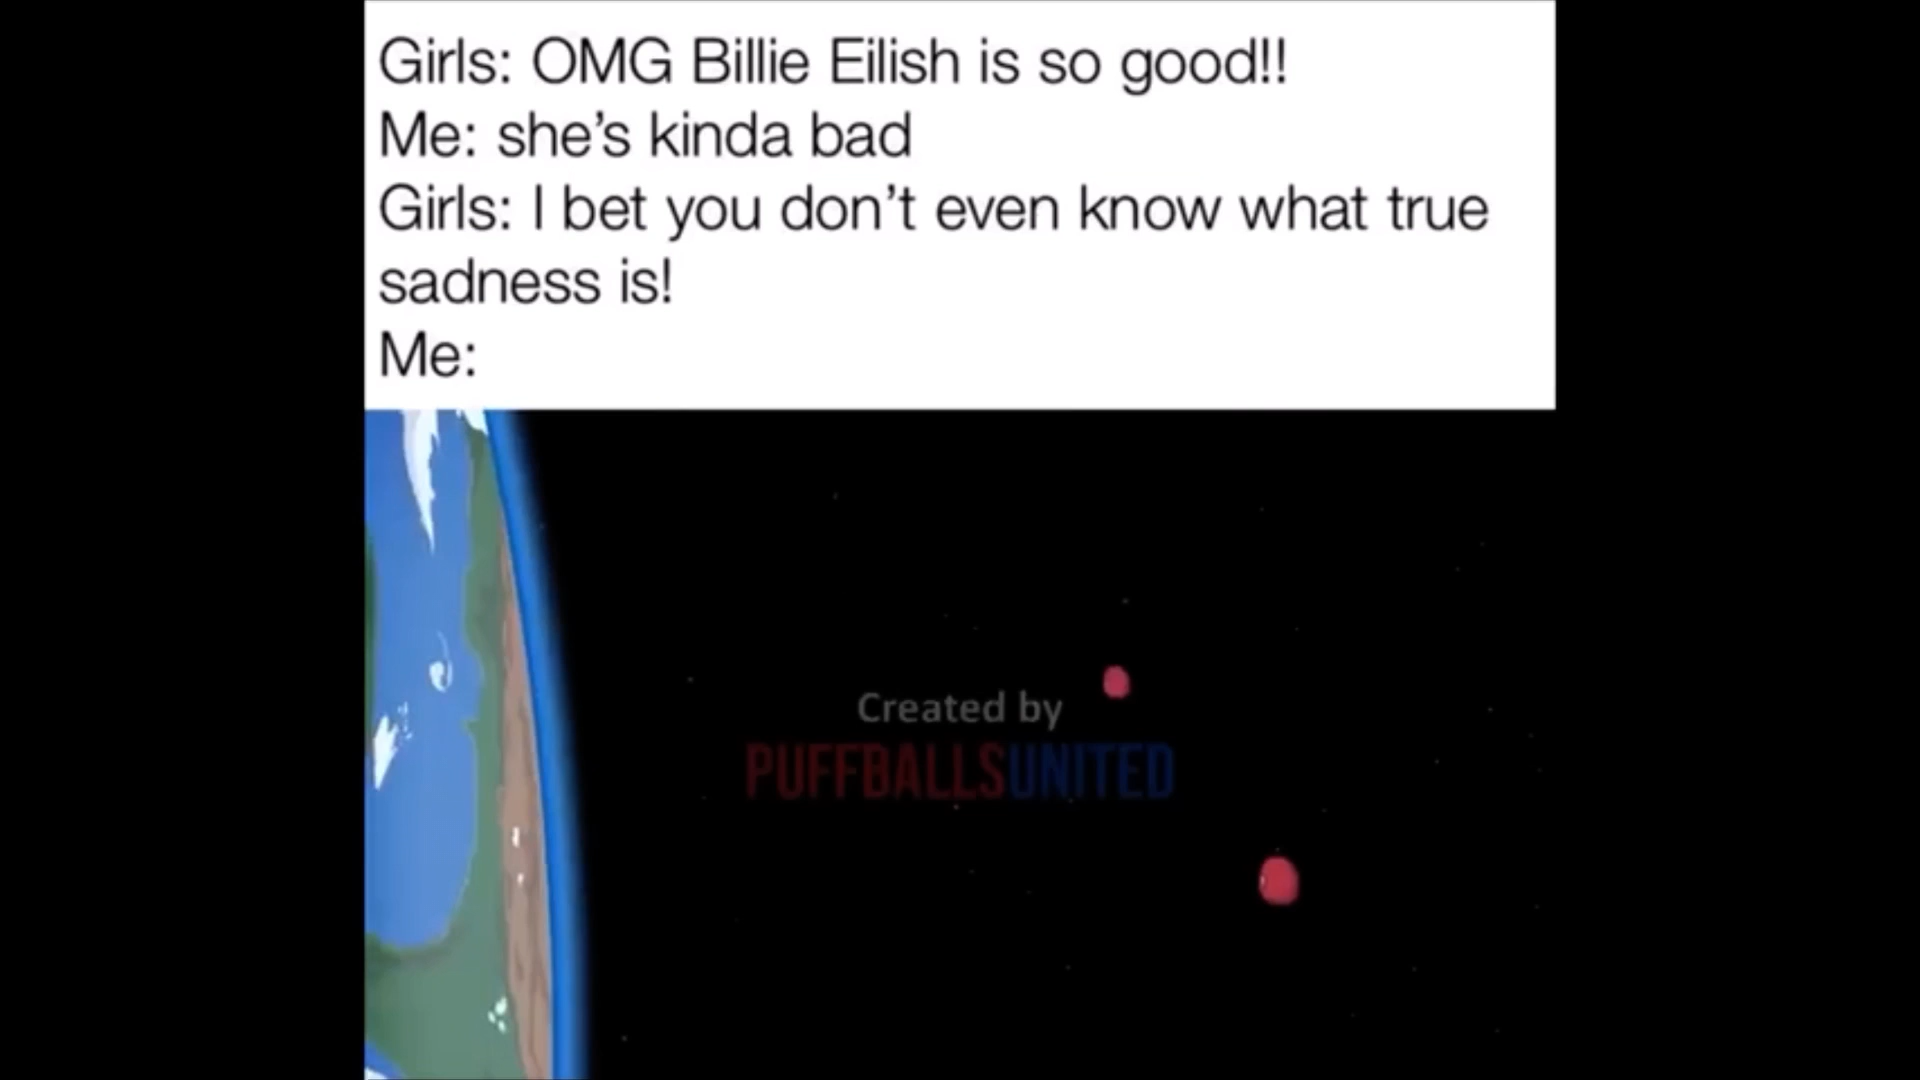 Girls: OMG Billie Eilish is so good!!
Me: she’s kinda bad
Girls: I bet you don’t even know what true
sadness is!
Me:
Created by
PUFFBALLSUNITED